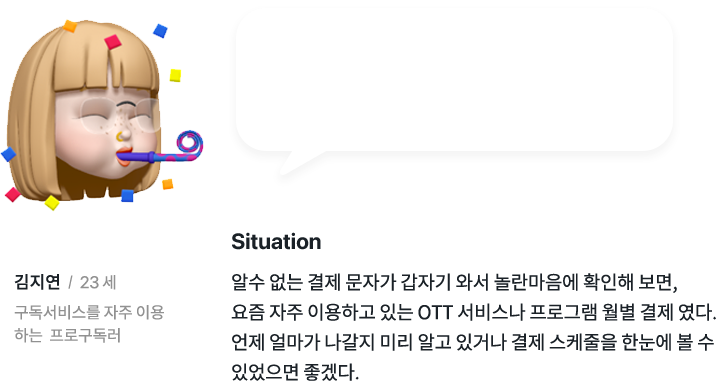 Situation
김지연 / 23 세
구독서비스를 자주 이용
하는 프로구독러
알수 없는 결제 문자가 갑자기 와서 놀란마음에 확인해 보면,
요즘 자주 이용하고 있는 OTT 서비스나 프로그램 월별 결제 였다.
언제 얼마가 나갈지 미리 알고 있거나 결제 스케줄을 한눈에 볼 수
있었으면 좋겠다.